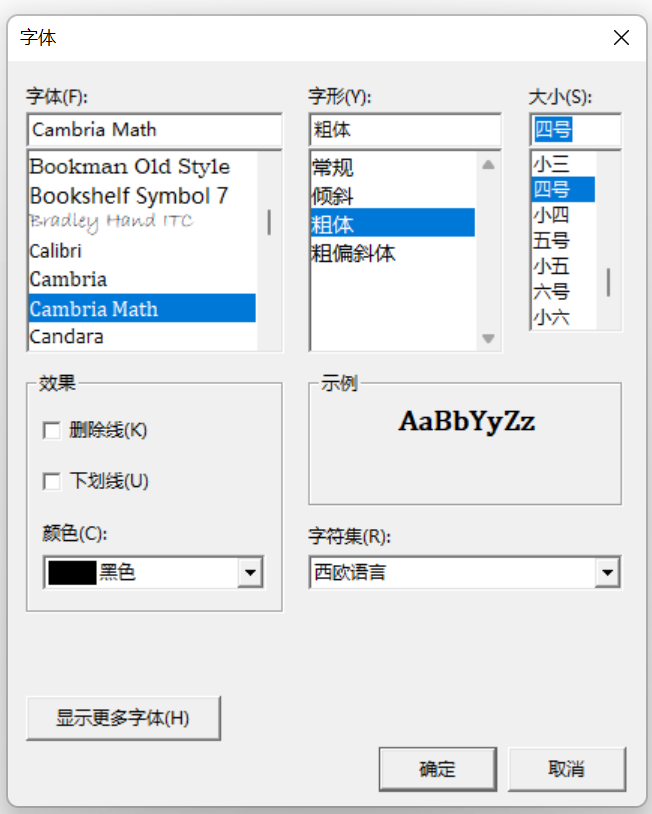 字体
字体(F):
Cambria Math
Bookman Old Style
Bookshelf Symbol 7
Bradley Hand ITC
Calibri
Cambria
Cambria Math
Candara
字形(Y):
粗体
常规
倾斜
粗体
粗偏斜体
大小(S):
四号
小三
四号
小四
五号
小五
六号
小六
效果
删除线(K)
下划线(U)
颜色(C):
黑色
示例
AaBbYyZz
字符集(R):
西欧语言
显示更多字体(H)
确定
取消